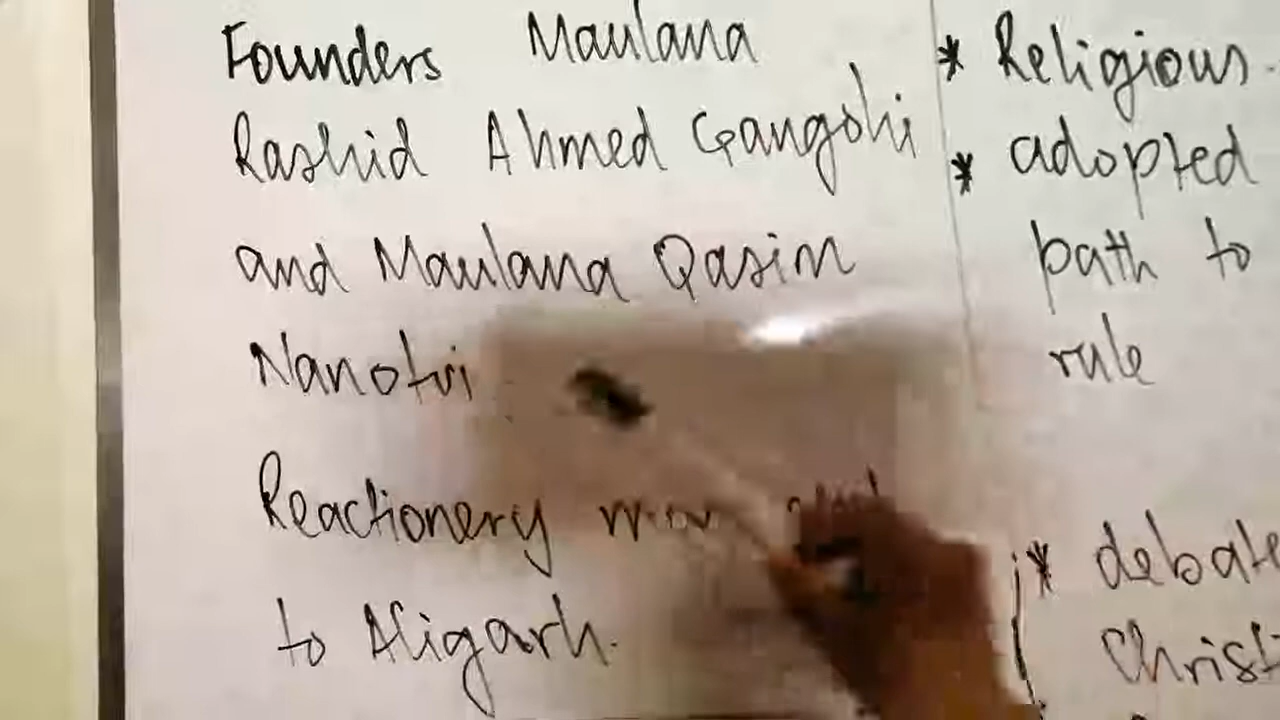 Founders Maulana
Rashid Ahmed Gangohi
and Maulana Qasim
Nanotvi
Reactionery
to Aligarh.
* Religious
* adopted
path to
rule
* debate
Christ